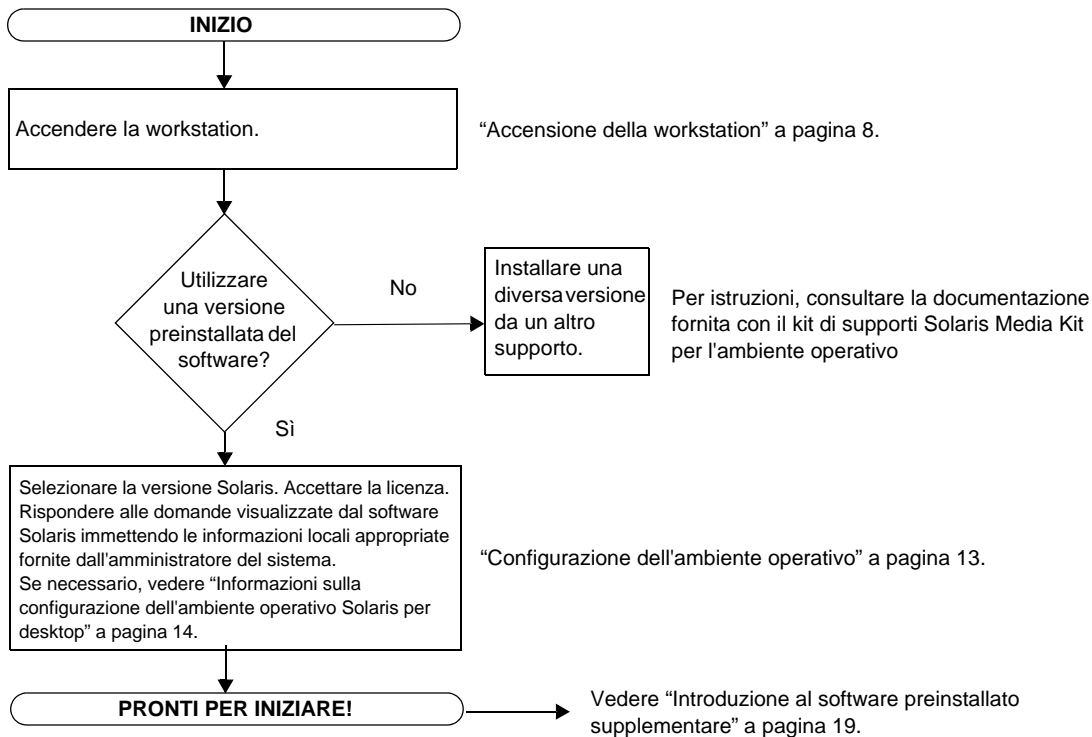 INIZIO
Accendere la workstation.
“Accensione della workstation” a pagina 8.
Utilizzare
una versione
preinstallata del
software?
No
Installare una
diversa versione
da un altro
supporto.
Per istruzioni, consultare la documentazione
fornita con il kit di supporti Solaris Media Kit
per l'ambiente operativo
Sì
Selezionare la versione Solaris. Accettare la licenza.
Rispondere alle domande visualizzate dal software
Solaris immettendo le informazioni locali appropriate
fornite dall'amministratore del sistema.
Se necessario, vedere “Informazioni sulla
configurazione dell'ambiente operativo Solaris per
desktop” a pagina 14.
“Configurazione dell'ambiente operativo” a pagina 13.
PRONTI PER INIZIARE!
Vedere “Introduzione al software preinstallato
supplementare” a pagina 19.